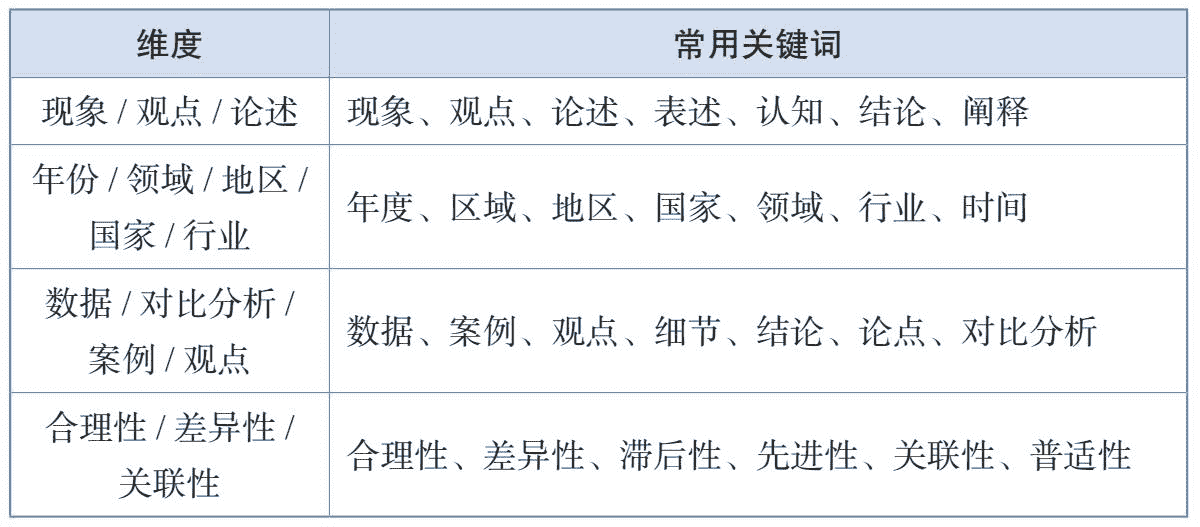 维度
常用关键词
现象 / 观点 / 论述
现象、观点、论述、表述、认知、结论、阐释
年份 / 领域 / 地区 /
国家 / 行业
年度、区域、地区、国家、领域、行业、时间
数据 / 对比分析 /
案例 / 观点
数据、案例、观点、细节、结论、论点、对比分析
合理性 / 差异性 /
关联性
合理性、差异性、滞后性、先进性、关联性、普适性